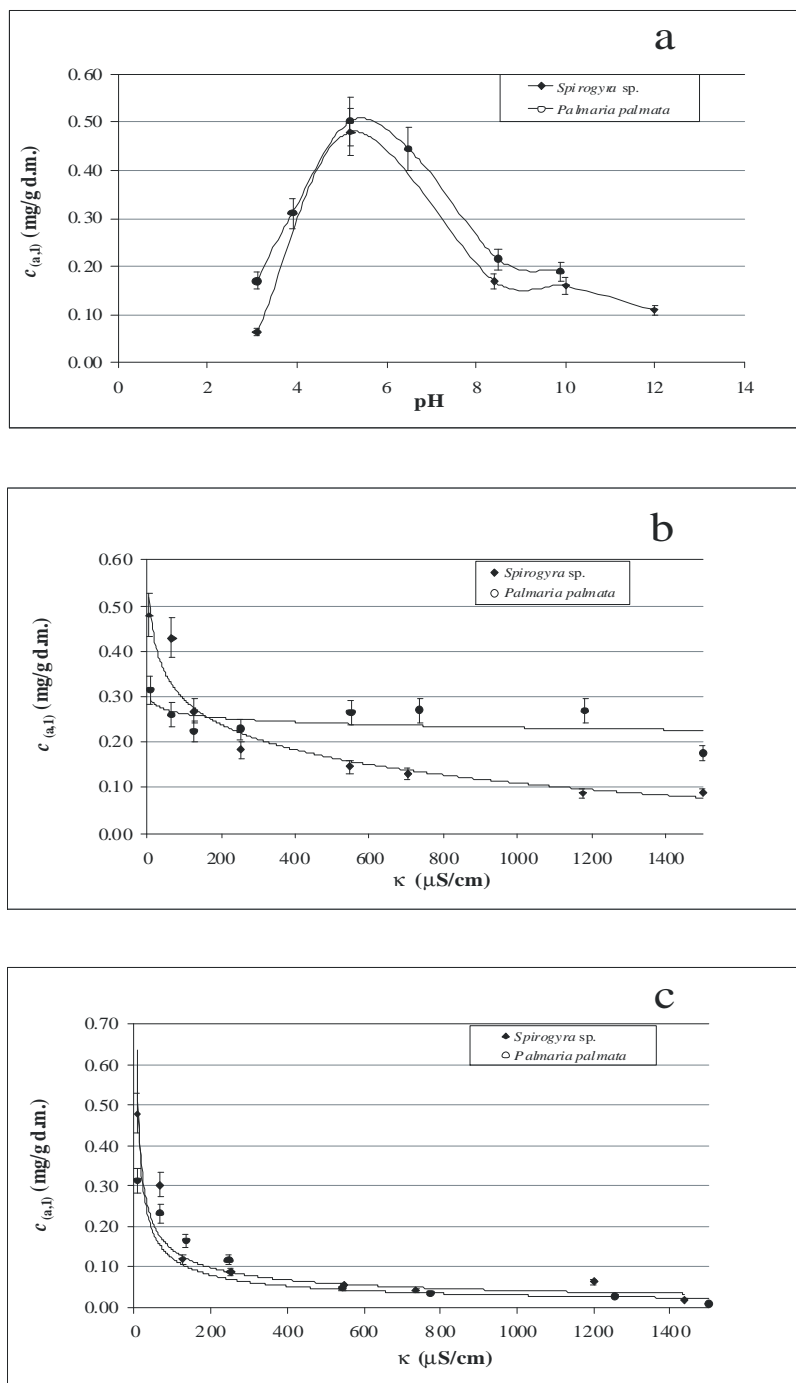 a
Spirogyra sp.
Palmaria palmata
0.60
0.50
0.40
0.30
0.20
0.10
0.00
c (a,1) (mg/g d.m.)
0 2 4 6 8 10 12 14
pH
b
Spirogyra sp.
Palmaria palmata
0.60
0.50
0.40
0.30
0.20
0.10
0.00
c (a,1) (mg/g d.m.)
0 200 400 600 800 1000 1200 1400
κ (μS/cm)
c
Spirogyra sp.
Palmaria palmata
0.70
0.60
0.50
0.40
0.30
0.20
0.10
0.00
c (a,1) (mg/g d.m.)
0 200 400 600 800 1000 1200 1400
κ (μS/cm)